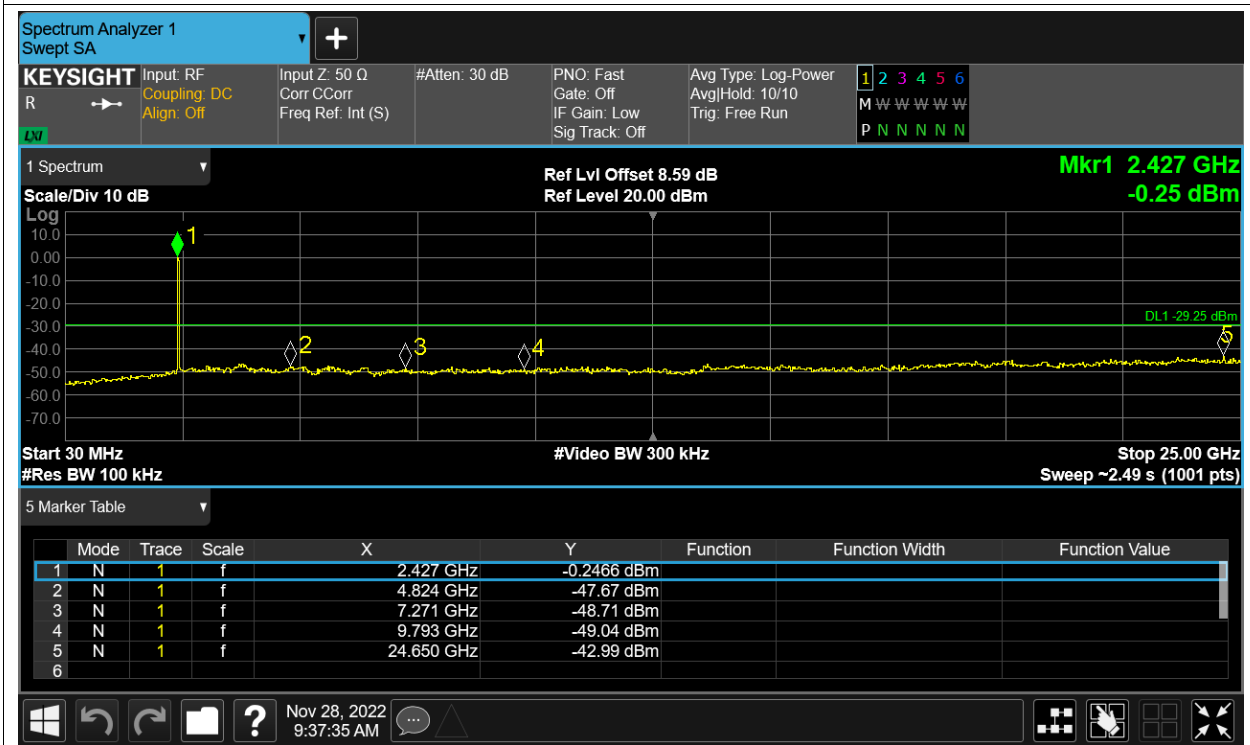 Spectrum Analyzer 1
Swept SA
+
KEYSIGHT Input: RF Input Z: 50 Ω #Atten: 30 dB PNO: Fast Avg Type: Log-Power 1 2 3 4 5 6
R Coupling: DC Corr CCorr Gate: Off Avg|Hold: 10/10 M W W W W W
Align: Off Freq Ref: Int (S) IF Gain: Low Trig: Free Run
LXI Sig Track: Off P N N N N N
1 Spectrum Ref Lvl Offset 8.59 dB Mkr1 2.427 GHz
Scale/Div 10 dB Ref Level 20.00 dBm -0.25 dBm
Log
10.0 1
0.00
-10.0
-20.0
DL1 -29.25 dBm
-30.0
-40.0 2 3 4 5
-50.0
-60.0
-70.0
Start 30 MHz #Video BW 300 kHz Stop 25.00 GHz
#Res BW 100 kHz Sweep ~2.49 s (1001 pts)
5 Marker Table
Mode Trace Scale X Y Function Function Width Function Value
1 N 1 f 2.427 GHz -0.2466 dBm
2 N 1 f 4.824 GHz -47.67 dBm
3 N 1 f 7.271 GHz -48.71 dBm
4 N 1 f 9.793 GHz -49.04 dBm
5 N 1 f 24.650 GHz -42.99 dBm
6
? Nov 28, 2022
9:37:35 AM